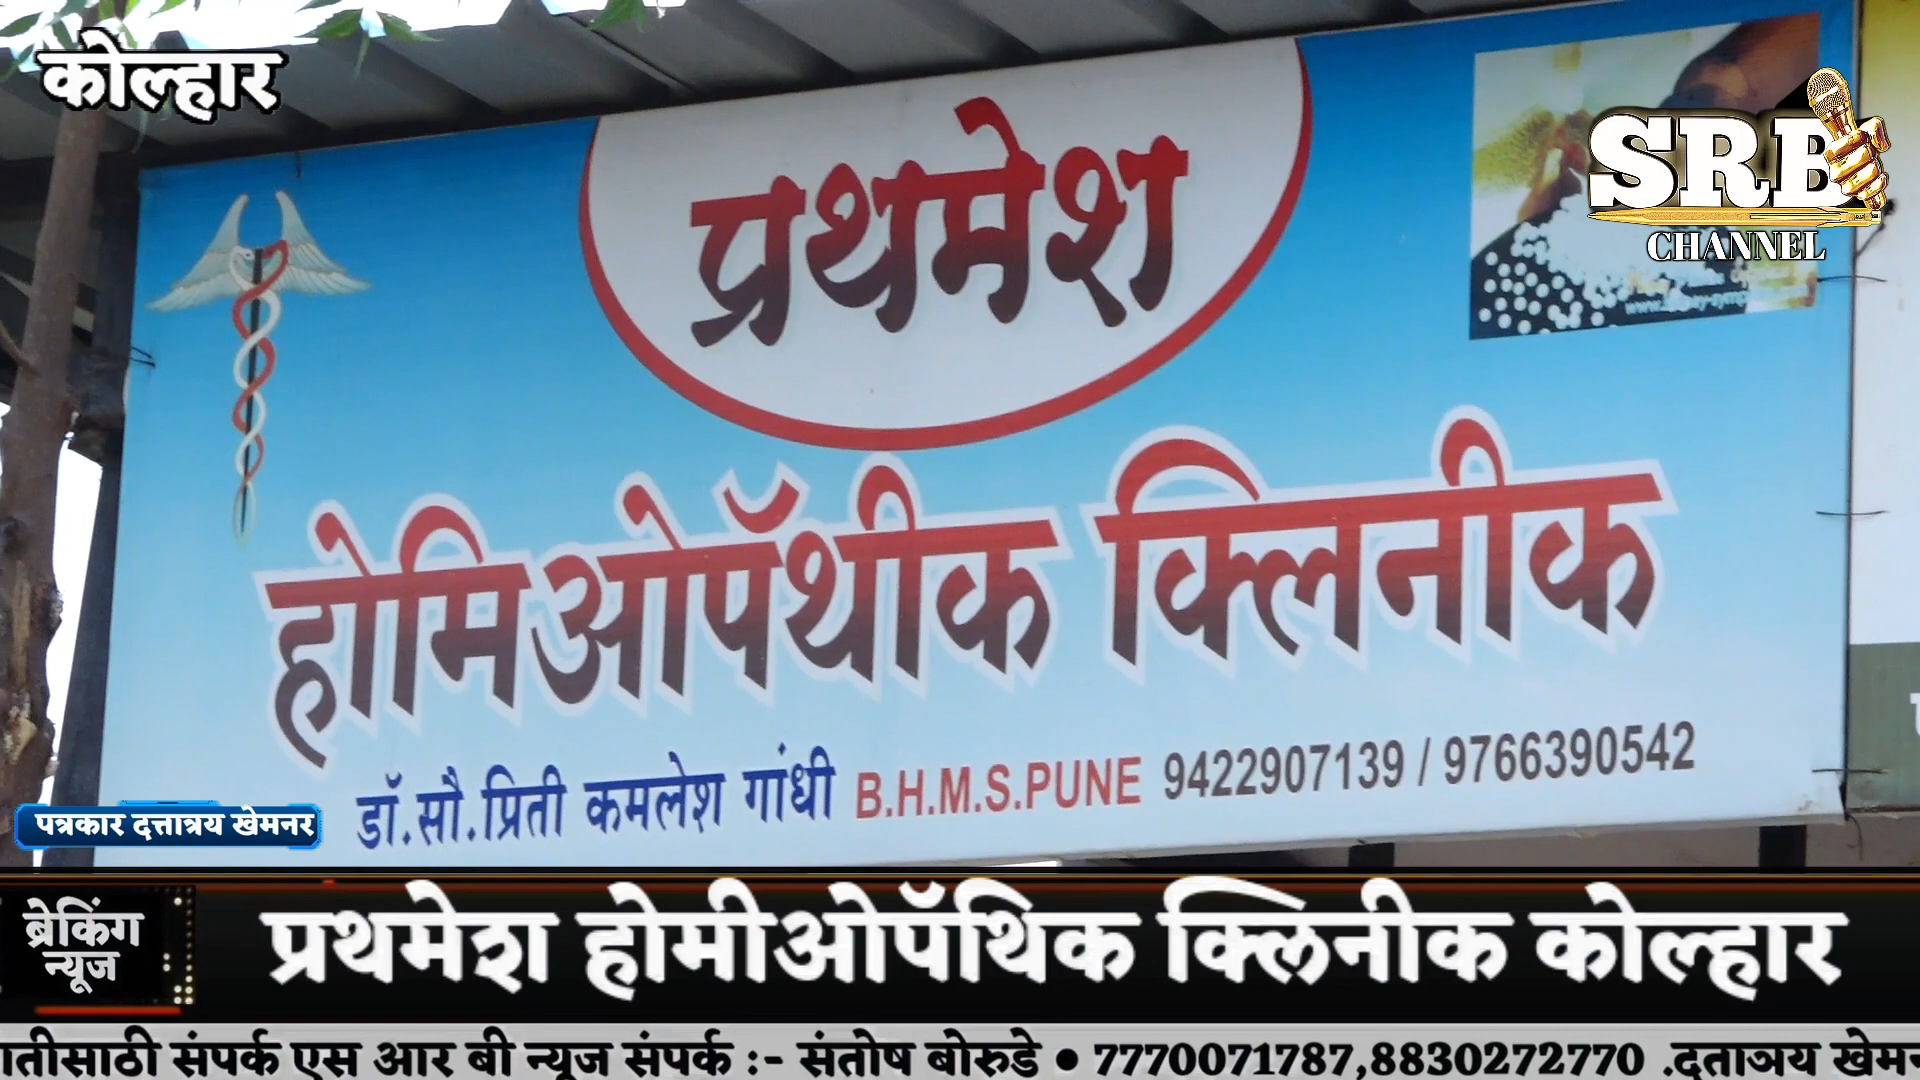 कोल्हार
SRB
CHANNEL
प्रथमेश
होमिओपॅथीक क्लिनीक
डॉ.सौ.प्रिती कमलेश गांधी B.H.M.S.PUNE 9422907139 / 9766390542
पत्रकार दत्तात्रय खेमनर
ब्रेकिंग
न्यूज
प्रथमेश होमीओपॅथिक क्लिनीक कोल्हार
संपर्क एस आर बी न्यूज संपर्क :- संतोष बोरुडे • 7770071787,8830272770 .दताञय